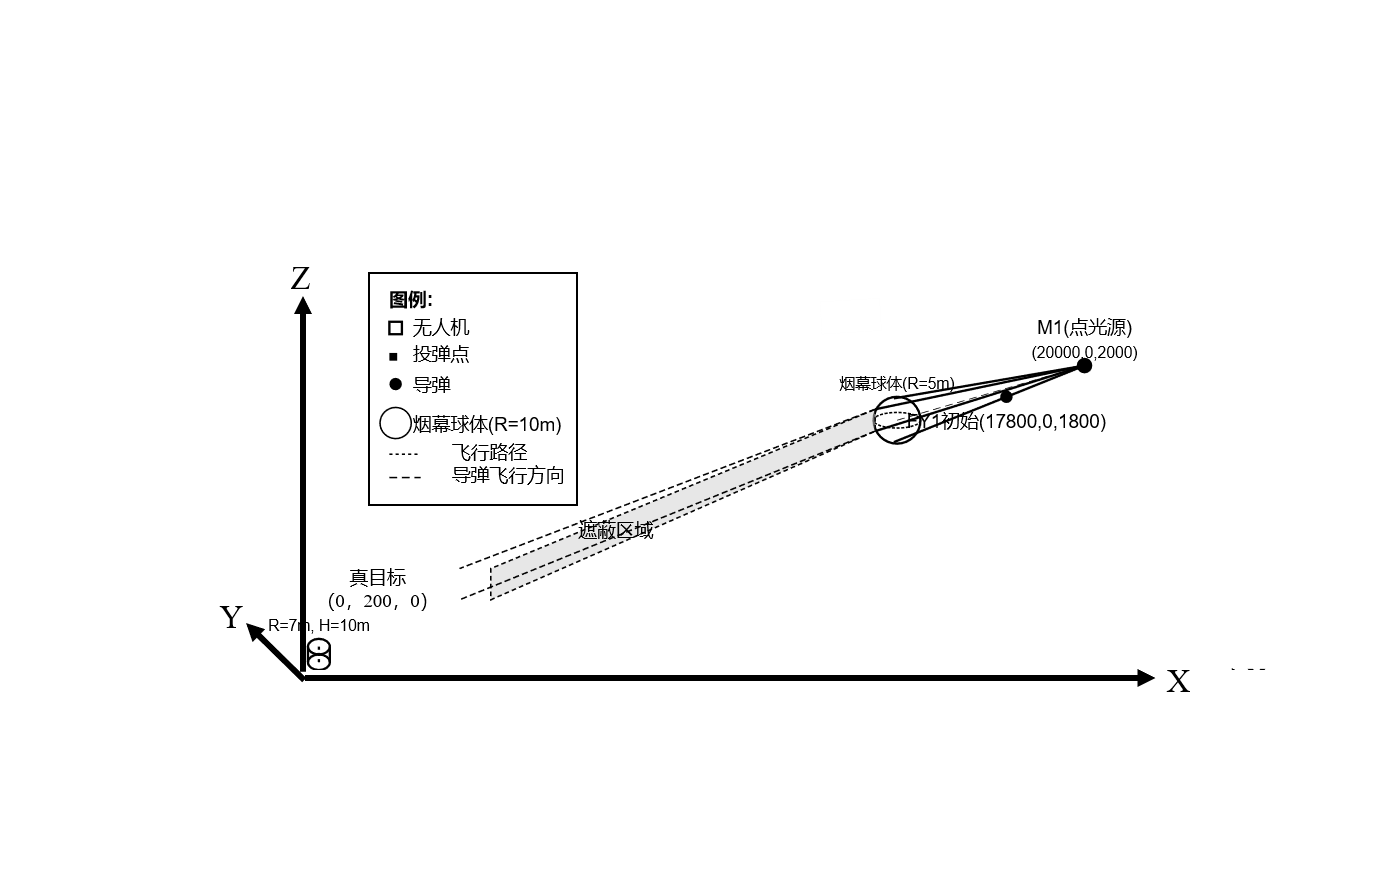 Z
图例:
无人机
投弹点
导弹
烟幕球体(R=10m)
飞行路径
导弹飞行方向
M1(点光源)
(20000,0,2000)
烟幕球体(R=5m)
FY1初始(17800,0,1800)
遮蔽区域
真目标
(0, 200, 0)
Y
R=7m, H=10m
X